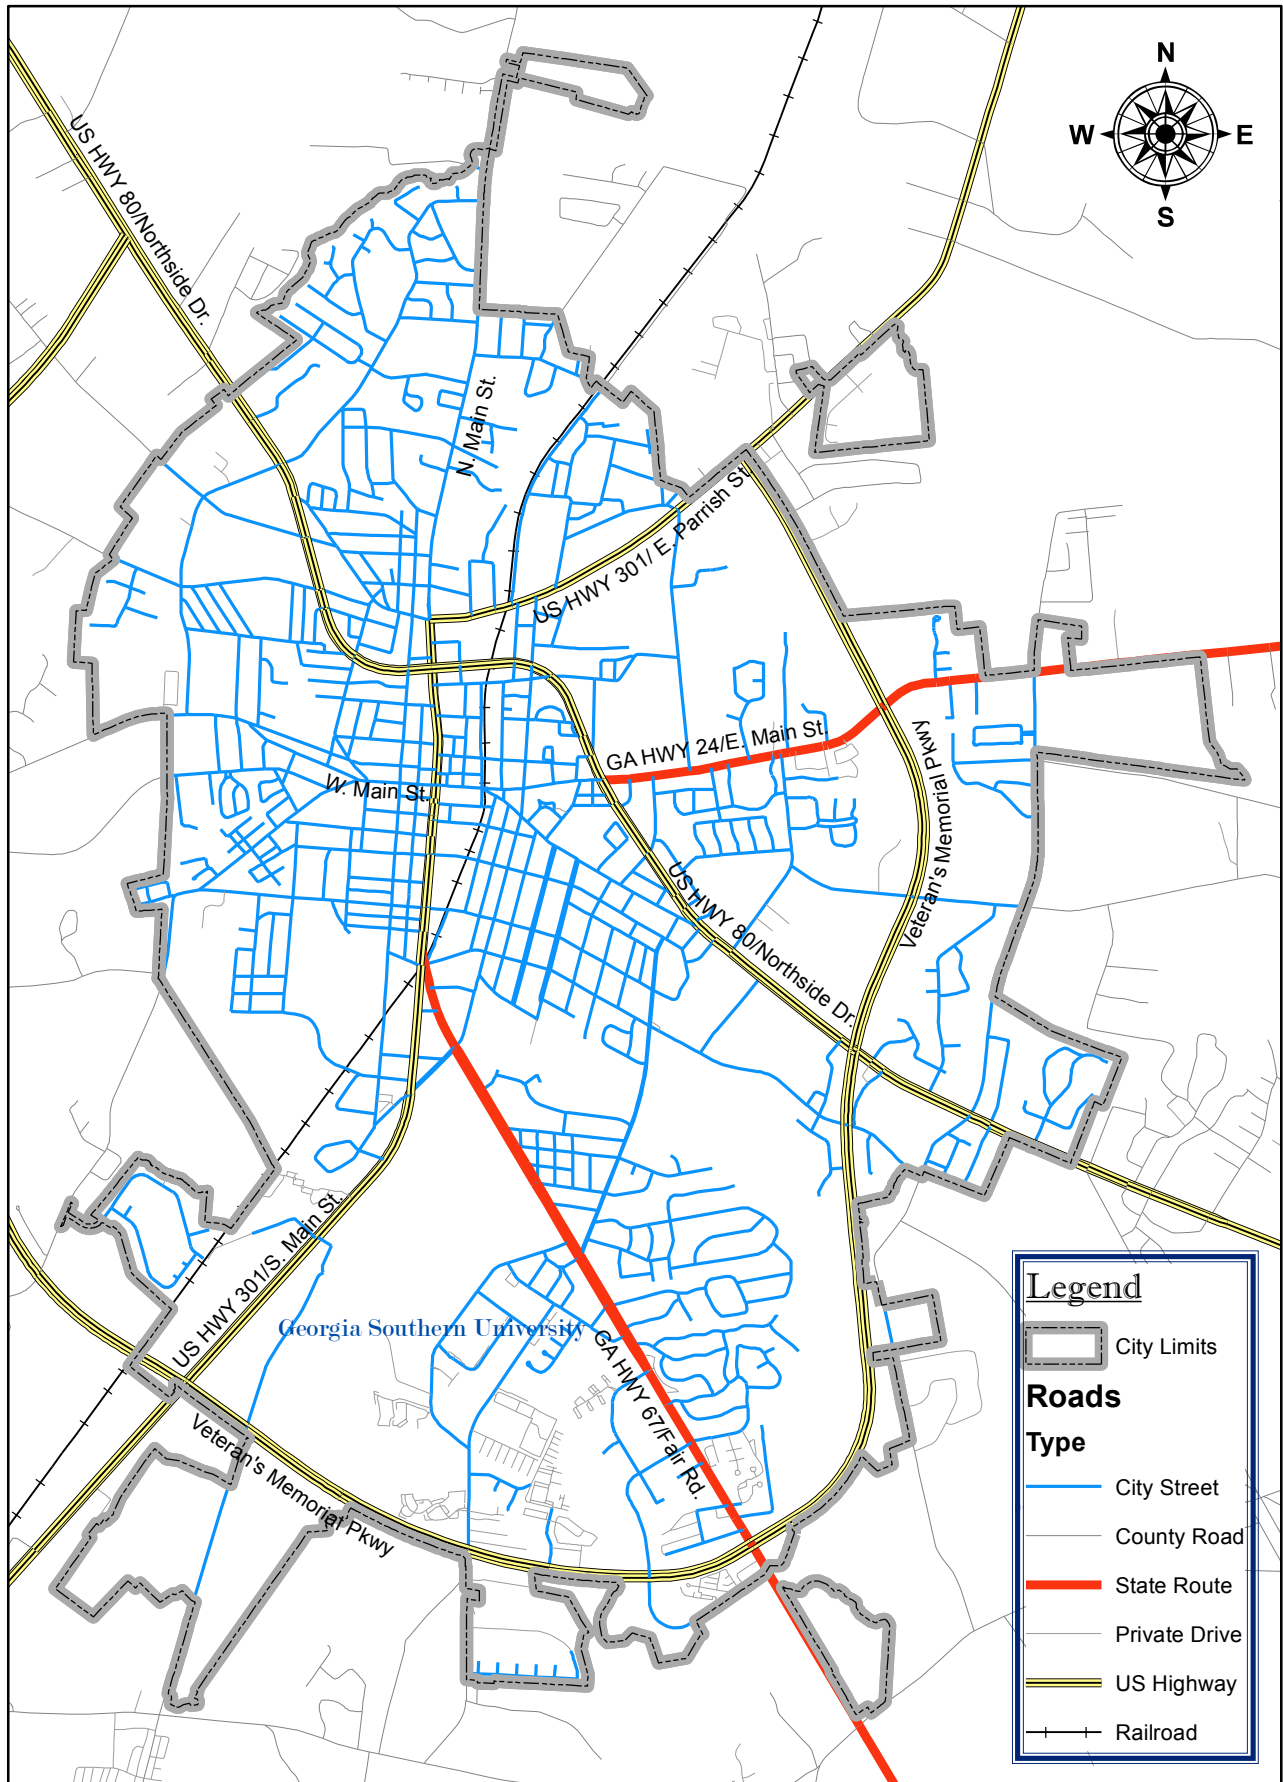 N
W E
S
US HWY 80/Northside Dr.
N. Main St.
US HWY 301/ E. Parrish St.
GA HWY 24/E. Main St.
Veteran's Memorial Pkwy
W. Main St.
US HWY 80/Northside Dr.
US HWY 301/S. Main St.
Georgia Southern University
GA HWY 67/Fair Rd.
Veteran's Memorial Pkwy
Legend
City Limits
Roads
Type
City Street
County Road
State Route
Private Drive
US Highway
Railroad